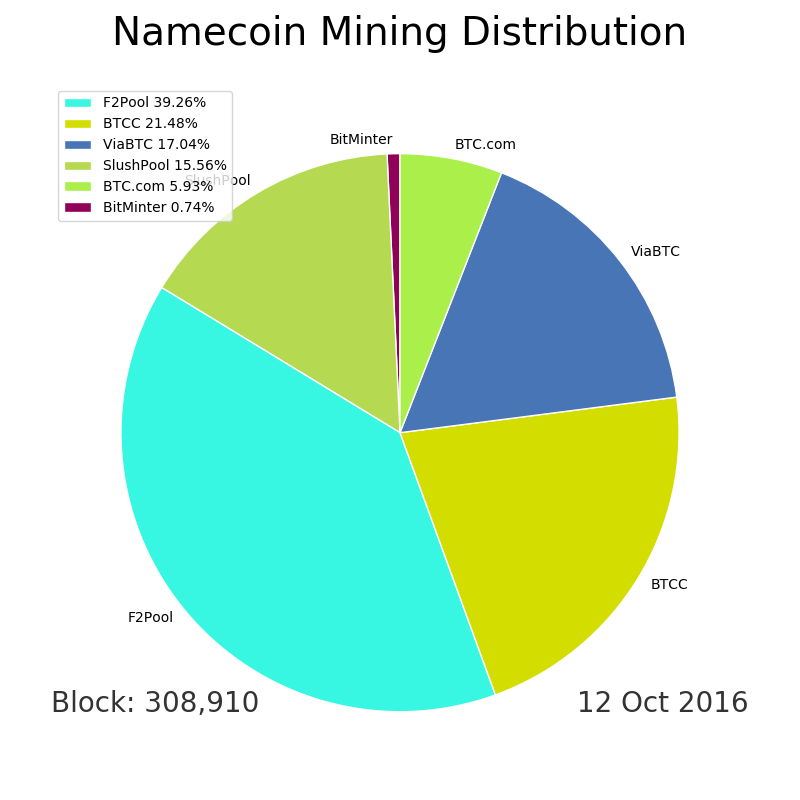 Namecoin Mining Distribution
F2Pool 39.26%
BTCC 21.48%
ViaBTC 17.04%
SlushPool 15.56%
BTC.com 5.93%
BitMinter 0.74%
BitMinter
BTC.com
SlushPool
ViaBTC
BTCC
F2Pool
Block: 308,910
12 Oct 2016